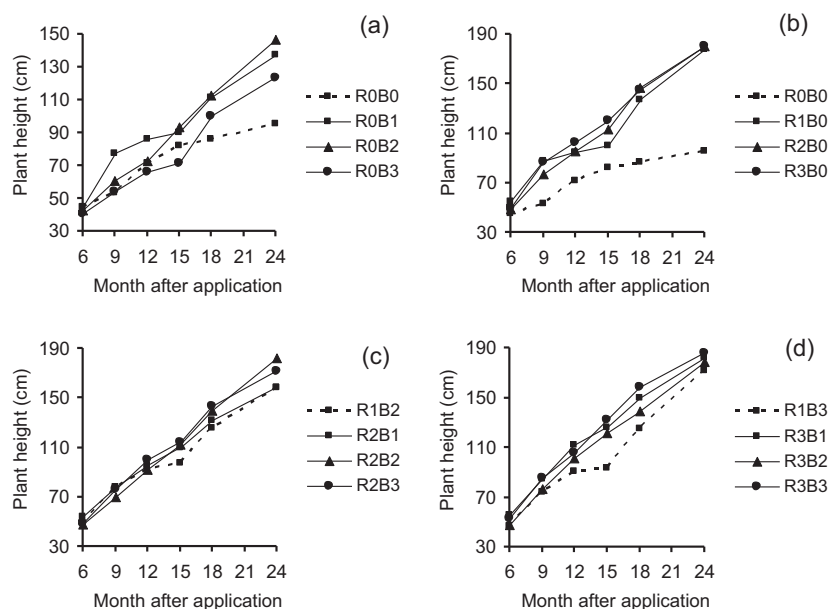 (a)
Plant height (cm)
150
130
110
90
70
50
30
6 9 12 15 18 21 24
Month after application
R0B0
R0B1
R0B2
R0B3
(b)
Plant height (cm)
190
150
110
70
30
6 9 12 15 18 21 24
Month after application
R0B0
R1B0
R2B0
R3B0
(c)
Plant height (cm)
190
150
110
70
30
6 9 12 15 18 21 24
Month after application
R1B2
R2B1
R2B2
R2B3
(d)
Plant height (cm)
190
150
110
70
30
6 9 12 15 18 21 24
Month after application
R1B3
R3B1
R3B2
R3B3